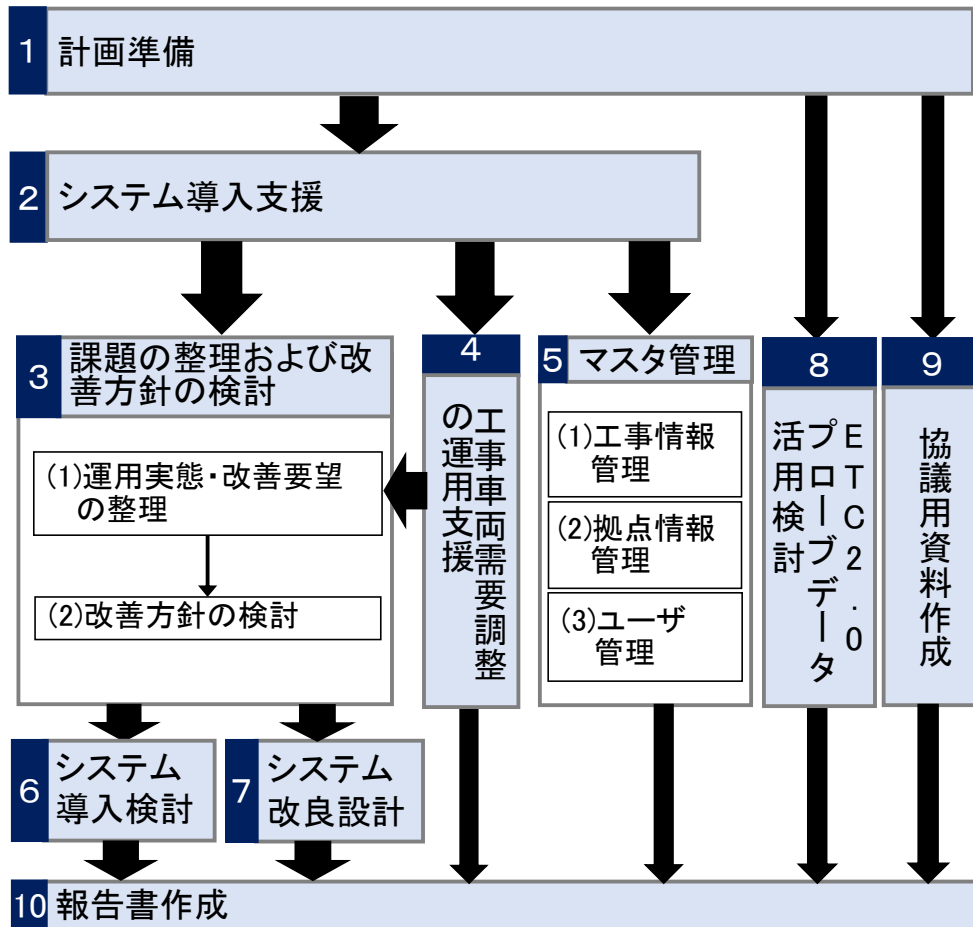 1 計画準備
2 システム導入支援
3 課題の整理および改
善方針の検討
(1)運用実態・改善要望
の整理
(2)改善方針の検討
4
工事車両需要調整
の運用支援
5 マスタ管理
(1)工事情報
管理
(2)拠点情報
管理
(3)ユーザ
管理
8
ETC2.0
プローブデータ
活用検討
9
協議用資料作成
6 システム
導入検討
7 システム
改良設計
10 報告書作成